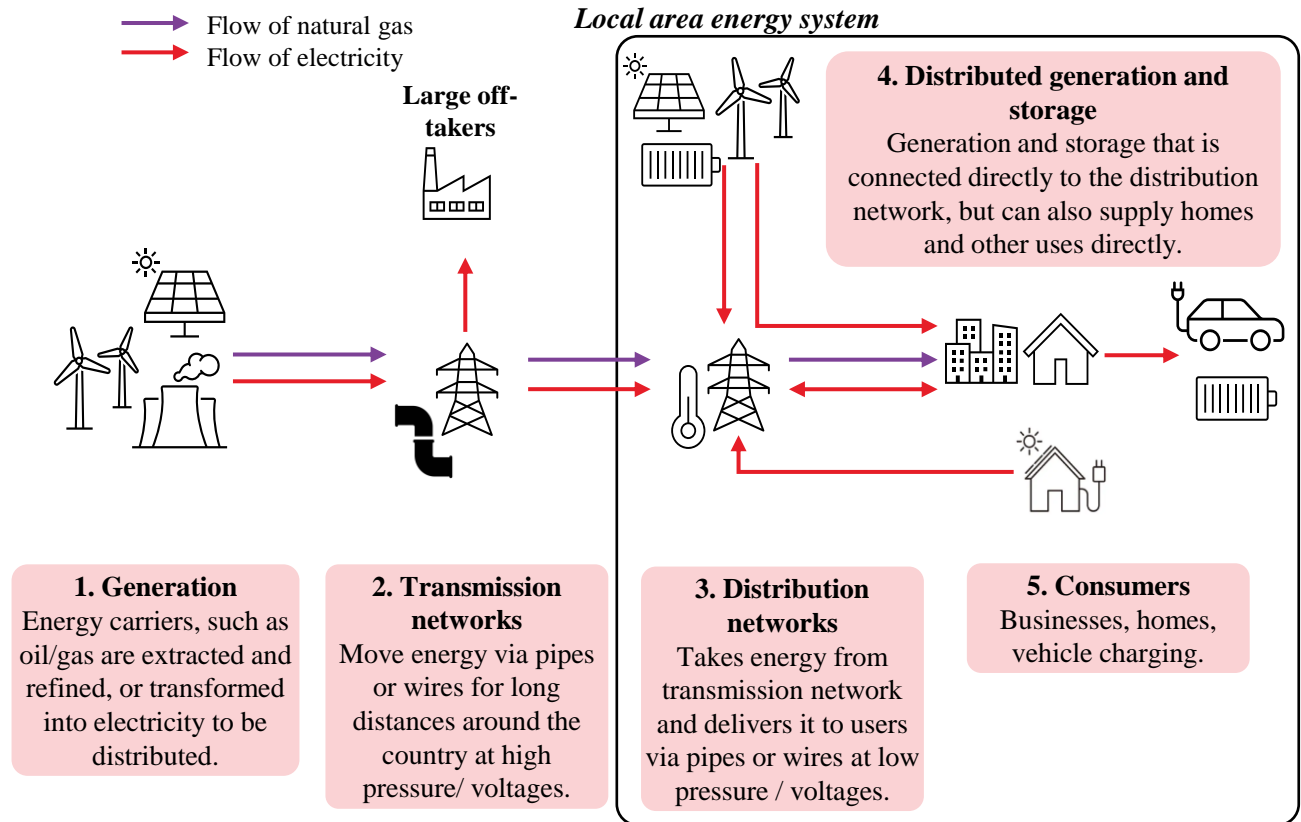 Local area energy system
Flow of natural gas
Flow of electricity
Large off-
takers
4. Distributed generation and
storage
Generation and storage that is
connected directly to the distribution
network, but can also supply homes
and other uses directly.
1. Generation
Energy carriers, such as
oil/gas are extracted and
refined, or transformed
into electricity to be
distributed.
2. Transmission
networks
Move energy via pipes
or wires for long
distances around the
country at high
pressure/ voltages.
3. Distribution
networks
Takes energy from
transmission network
and delivers it to users
via pipes or wires at low
pressure / voltages.
5. Consumers
Businesses, homes,
vehicle charging.